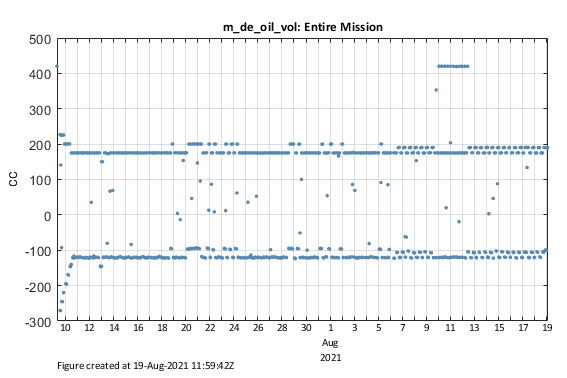 m_de_oil_vol: Entire Mission
500
400
300
200
100
0
-100
-200
-300
CC
10 12 14 16 18 20 22 24 26 28 30 1 3 5 7 9 11 13 15 17 19
Aug
2021
Figure created at 19-Aug-2021 11:59:42Z